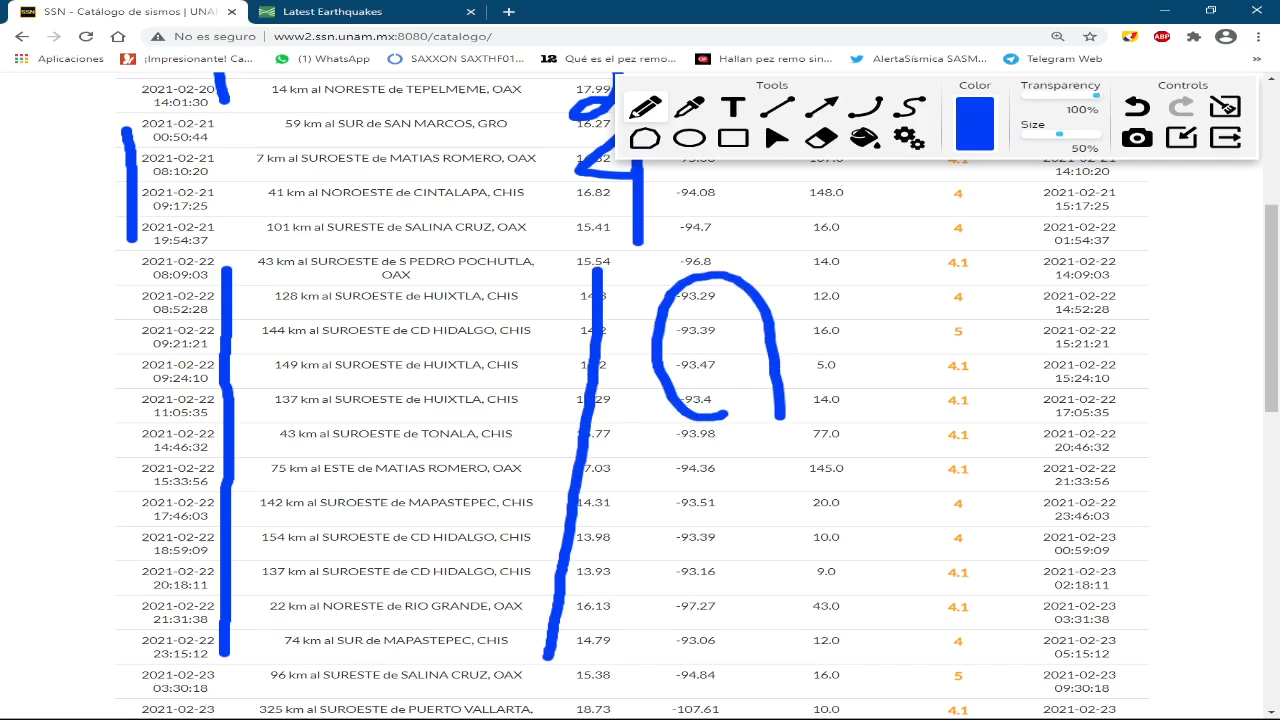 SSN - Catálogo de sismos | UNA
Latest Earthquakes
No es seguro | www2.ssn.unam.mx:8080/catalogo/
Aplicaciones ¡Impresionante! Ca... (1) WhatsApp SAXXON SAXTHF01... 12 Qué es el pez remo... Hallan pez remo sin... AlertaSísmica SASM... Telegram Web »
Tools Color Transparency Controls
100%
Size
50%
2021-02-20 14:01:30 14 km al NORESTE de TEPELMEME, OAX 17.99
2021-02-21 00:50:44 59 km al SUR de SAN MARCOS, GRO 16.27
2021-02-21 08:10:20 7 km al SUROESTE de MATIAS ROMERO, OAX 4.1 14:10:20
2021-02-21 09:17:25 41 km al NOROESTE de CINTALAPA, CHIS 16.82 -94.08 148.0 4 2021-02-21 15:17:25
2021-02-21 19:54:37 101 km al SURESTE de SALINA CRUZ, OAX 15.41 -94.7 16.0 4 2021-02-22 01:54:37
2021-02-22 08:09:03 43 km al SUROESTE de S PEDRO POCHUTLA, OAX 15.54 -96.8 14.0 4.1 2021-02-22 14:09:03
2021-02-22 08:52:28 128 km al SUROESTE de HUIXTLA, CHIS -93.29 12.0 4 2021-02-22 14:52:28
2021-02-22 09:21:21 144 km al SUROESTE de CD HIDALGO, CHIS -93.39 16.0 5 2021-02-22 15:21:21
2021-02-22 09:24:10 149 km al SUROESTE de HUIXTLA, CHIS -93.47 5.0 4.1 2021-02-22 15:24:10
2021-02-22 11:05:35 137 km al SUROESTE de HUIXTLA, CHIS -93.4 14.0 4.1 2021-02-22 17:05:35
2021-02-22 14:46:32 43 km al SUROESTE de TONALA, CHIS -93.98 77.0 4.1 2021-02-22 20:46:32
2021-02-22 15:33:56 75 km al ESTE de MATIAS ROMERO, OAX -94.36 145.0 4.1 2021-02-22 21:33:56
2021-02-22 17:46:03 142 km al SUROESTE de MAPASTEPEC, CHIS 14.31 -93.51 20.0 4 2021-02-22 23:46:03
2021-02-22 18:59:09 154 km al SUROESTE de CD HIDALGO, CHIS 13.98 -93.39 10.0 4 2021-02-23 00:59:09
2021-02-22 20:18:11 137 km al SUROESTE de CD HIDALGO, CHIS 13.93 -93.16 9.0 4.1 2021-02-23 02:18:11
2021-02-22 21:31:38 22 km al NORESTE de RIO GRANDE, OAX 16.13 -97.27 43.0 4.1 2021-02-23 03:31:38
2021-02-22 23:15:12 74 km al SUR de MAPASTEPEC, CHIS 14.79 -93.06 12.0 4 2021-02-23 05:15:12
2021-02-23 03:30:18 96 km al SURESTE de SALINA CRUZ, OAX 15.38 -94.84 16.0 5 2021-02-23 09:30:18
2021-02-23 325 km al SUROESTE de PUERTO VALLARTA, 18.73 -107.61 10.0 4.1 2021-02-23